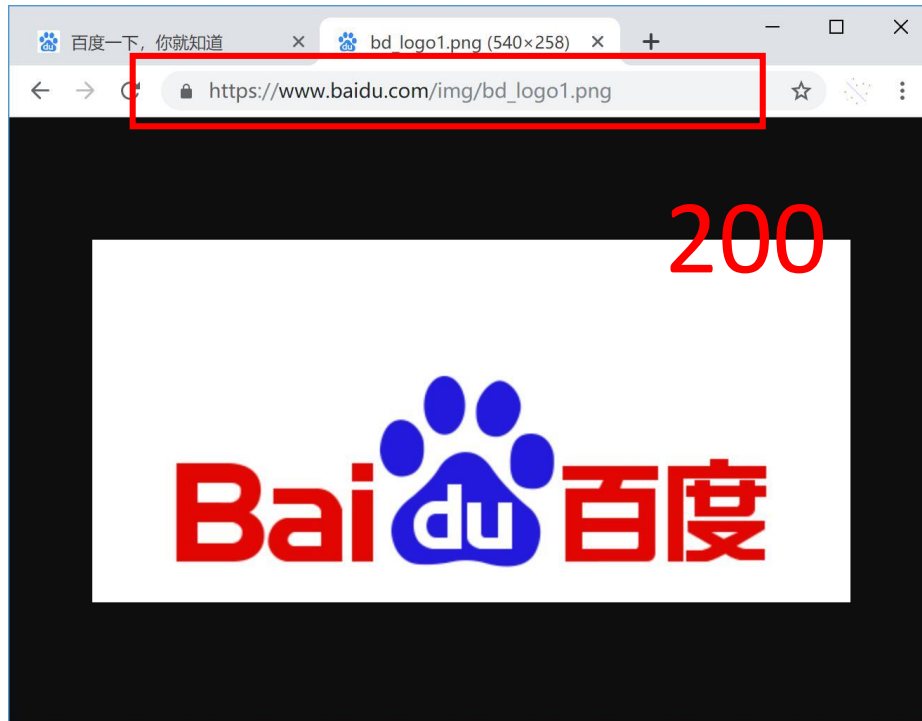 百度一下，你就知道
bd_logo1.png (540×258)
https://www.baidu.com/img/bd_logo1.png
200
Bai du 百度